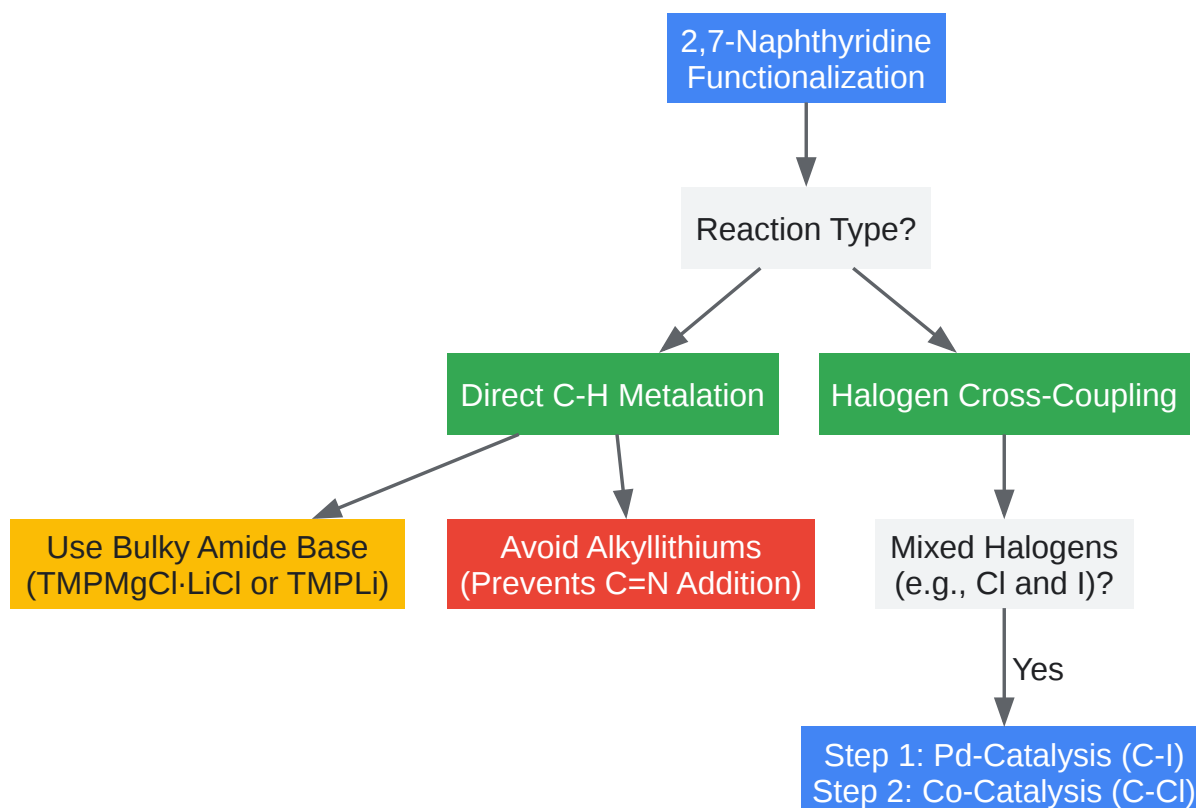 2,7-Naphthyridine
Functionalization
Reaction Type?
Direct C-H Metalation
Halogen Cross-Coupling
Use Bulky Amide Base
(TMPMgCl·LiCl or TMPLi)
Avoid Alkyllithiums
(Prevents C=N Addition)
Mixed Halogens
(e.g., Cl and I)?
Yes
Step 1: Pd-Catalysis (C-I)
Step 2: Co-Catalysis (C-Cl)